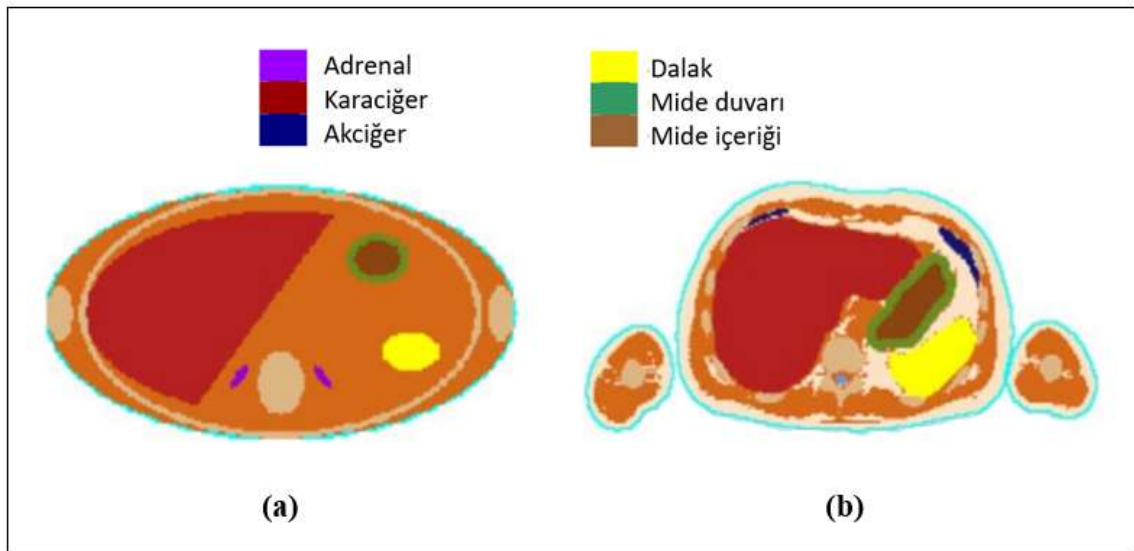 Adrenal
Karaciğer
Akciğer
Dalak
Mide duvarı
Mide içeriği
(a)
(b)